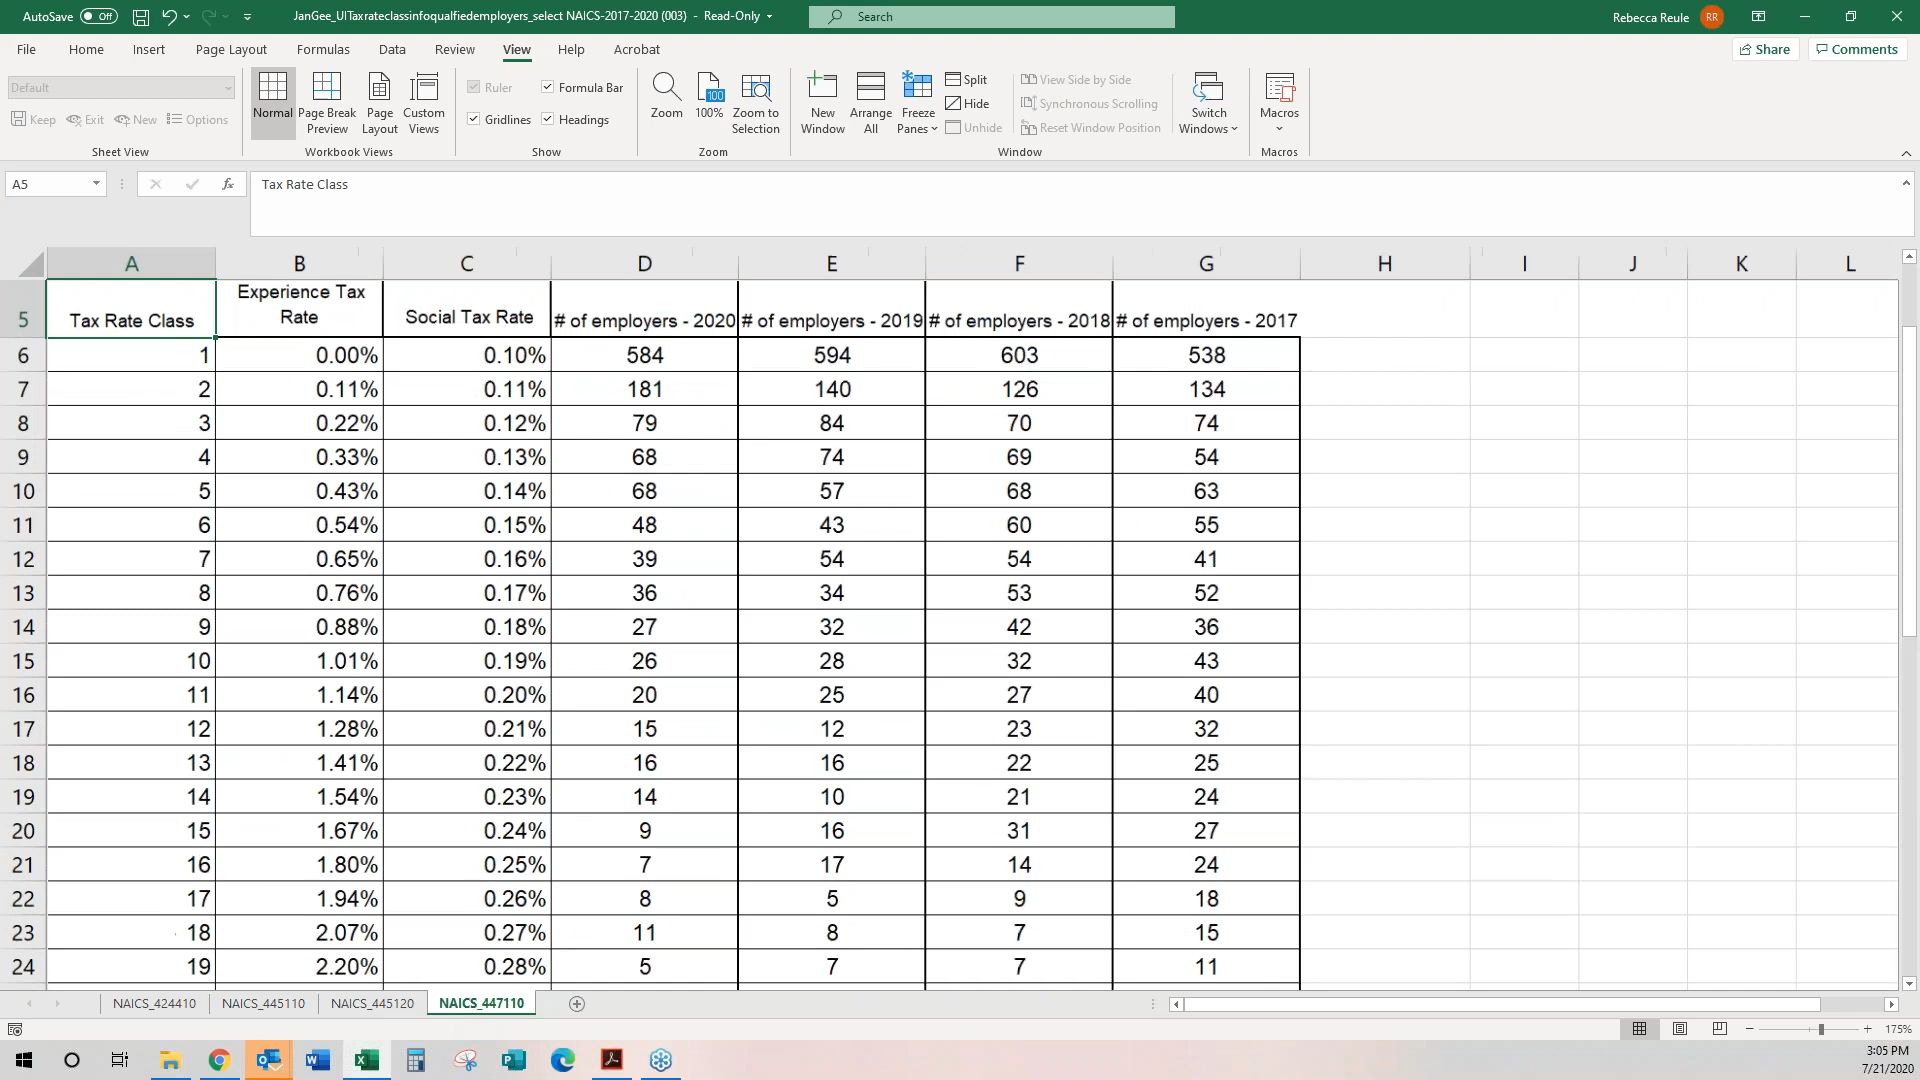 AutoSave Off JanGee_UITaxrateclassinfoqualfiedemployers_select NAICS-2017-2020 (003) - Read-Only Search Rebecca Reule RR
File Home Insert Page Layout Formulas Data Review View Help Acrobat Share Comments
Default
Keep Exit New Options
Sheet View
Normal Page Break Preview Page Layout Custom Views
Workbook Views
Ruler Formula Bar
Gridlines Headings
Show
Zoom 100 100% Zoom to Selection
Zoom
New Window Arrange All Freeze Panes Split Hide Unhide
View Side by Side
Synchronous Scrolling
Reset Window Position
Switch Windows
Window
Macros
Macros
A5 fx Tax Rate Class
A B C D E F G H I J K L
5 Tax Rate Class Experience Tax Rate Social Tax Rate # of employers - 2020 # of employers - 2019 # of employers - 2018 # of employers - 2017
6 1 0.00% 0.10% 584 594 603 538
7 2 0.11% 0.11% 181 140 126 134
8 3 0.22% 0.12% 79 84 70 74
9 4 0.33% 0.13% 68 74 69 54
10 5 0.43% 0.14% 68 57 68 63
11 6 0.54% 0.15% 48 43 60 55
12 7 0.65% 0.16% 39 54 54 41
13 8 0.76% 0.17% 36 34 53 52
14 9 0.88% 0.18% 27 32 42 36
15 10 1.01% 0.19% 26 28 32 43
16 11 1.14% 0.20% 20 25 27 40
17 12 1.28% 0.21% 15 12 23 32
18 13 1.41% 0.22% 16 16 22 25
19 14 1.54% 0.23% 14 10 21 24
20 15 1.67% 0.24% 9 16 31 27
21 16 1.80% 0.25% 7 17 14 24
22 17 1.94% 0.26% 8 5 9 18
23 18 2.07% 0.27% 11 8 7 15
24 19 2.20% 0.28% 5 7 7 11
NAICS_424410 NAICS_445110 NAICS_445120 NAICS_447110
175%
3:05 PM
7/21/2020